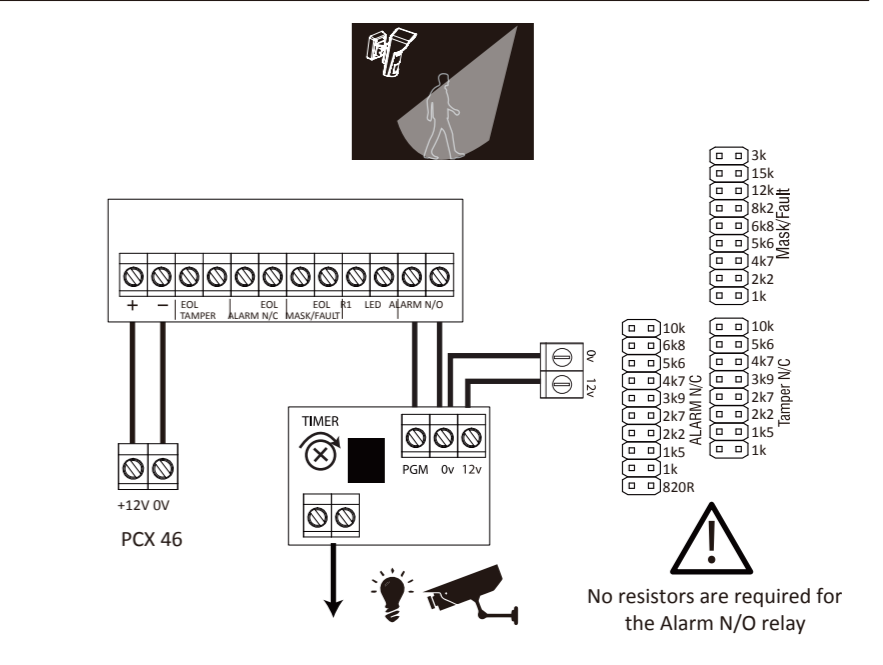 + −
EOL
TAMPER
EOL
ALARM N/C
EOL
MASK/FAULT
R1
LED
ALARM N/O
+12V 0V
PCX 46
TIMER
PGM 0v 12v
0v
12v
3k
15k
12k
8k2
6k8
5k6
4k7
2k2
1k
Mask/Fault
10k
6k8
5k6
4k7
3k9
2k7
2k2
1k5
1k
820R
ALARM N/C
10k
5k6
4k7
3k9
2k7
2k2
1k5
1k
Tamper N/C
!
No resistors are required for
the Alarm N/O relay